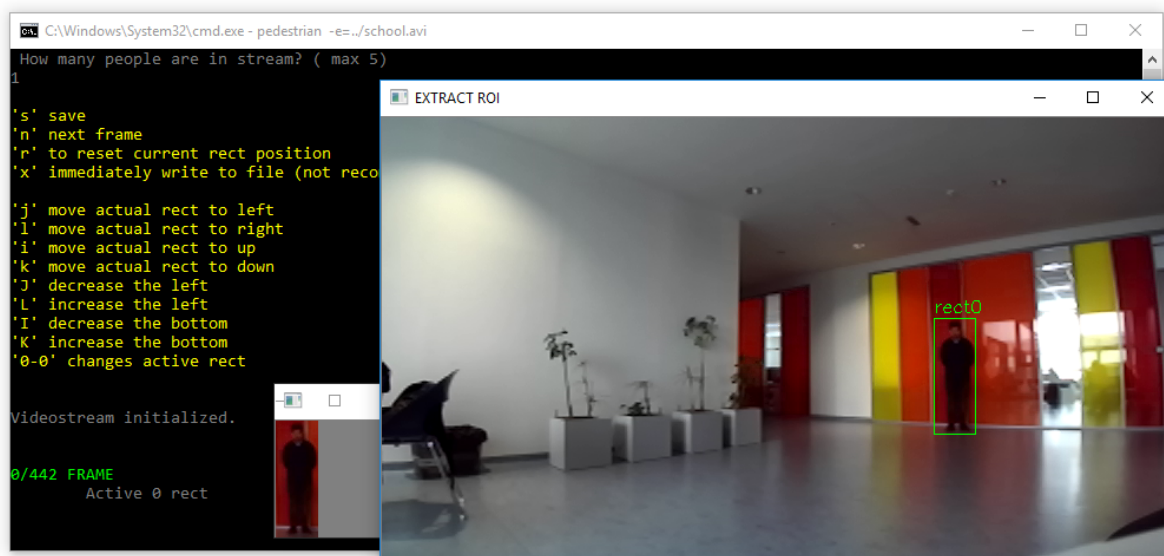 C:\Windows\System32\cmd.exe - pedestrian  -e=../school.avi
How many people are in stream? ( max 5)
1
's' save
'n' next frame
'r' to reset current rect position
'x' immediately write to file (not
'j' move actual rect to left
'l' move actual rect to right
'i' move actual rect to up
'k' move actual rect to down
'J' decrease the left
'L' increase the left
'I' decrease the bottom
'K' increase the bottom
'0-0' changes active rect
Videostream initialized.
0/442 FRAME
Active 0 rect
EXTRACT ROI
rect0